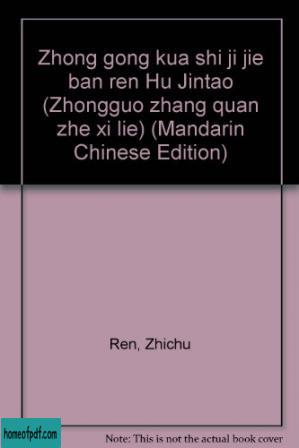 Zhong gong kua shi ji jie
ban ren Hu Jintao
(Zhongguo zhang quan
zhe xi lie) (Mandarin
Chinese Edition)
Ren, Zhichu
homeofpdf.com
Note: This is not the actual book cover